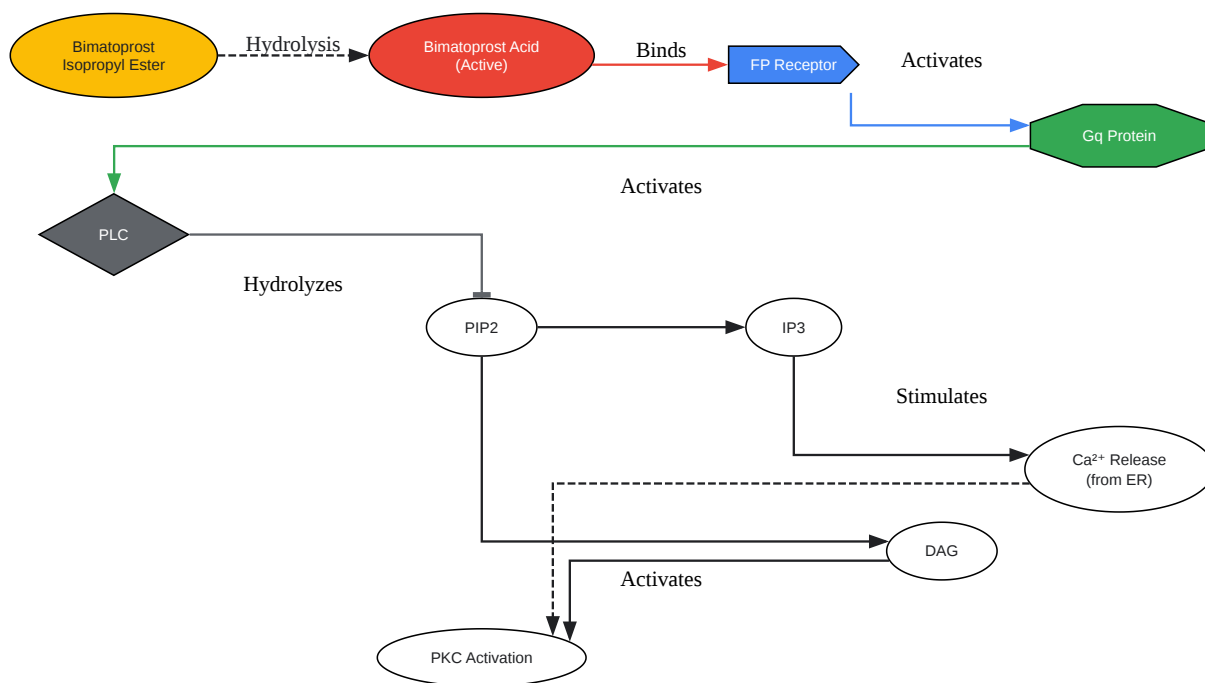 Bimatoprost
Isopropyl Ester
Hydrolysis
Bimatoprost Acid
(Active)
Binds
FP Receptor
Activates
Gq Protein
Activates
PLC
Hydrolyzes
PIP2
IP3
Stimulates
Ca²⁺ Release
(from ER)
DAG
Activates
PKC Activation